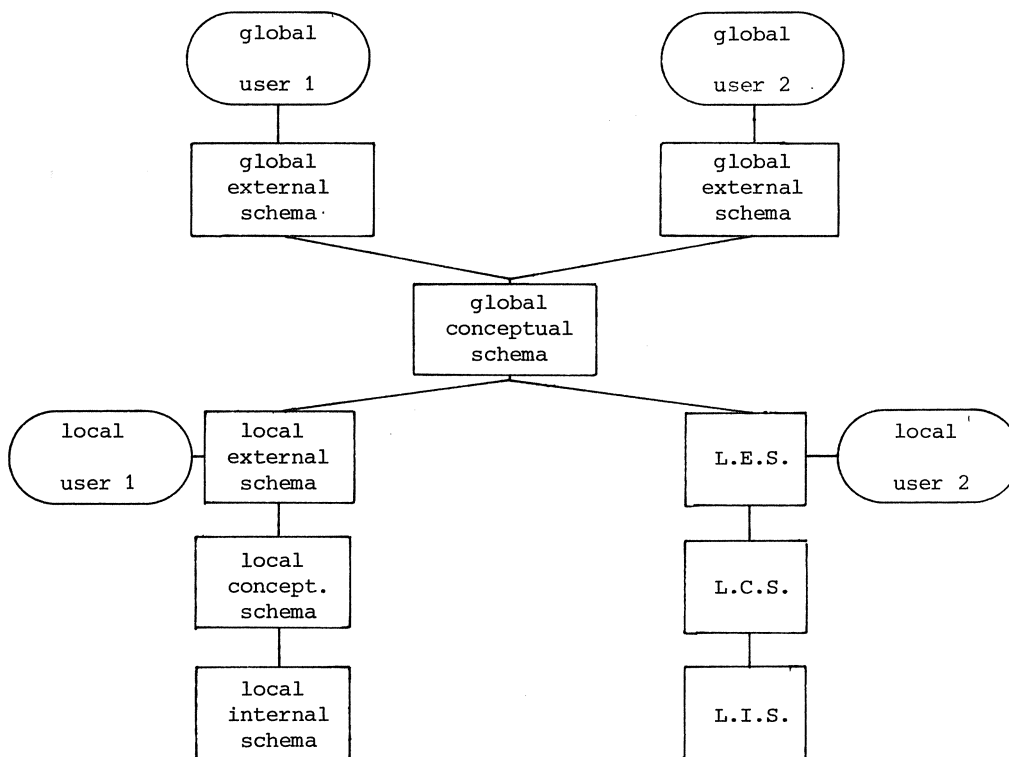 global
user 1
global
user 2
global
external
schema
global
external
schema
global
conceptual
schema
local
user 1
local
external
schema
L.E.S.
local
user 2
local
concept.
schema
L.C.S.
local
internal
schema
L.I.S.